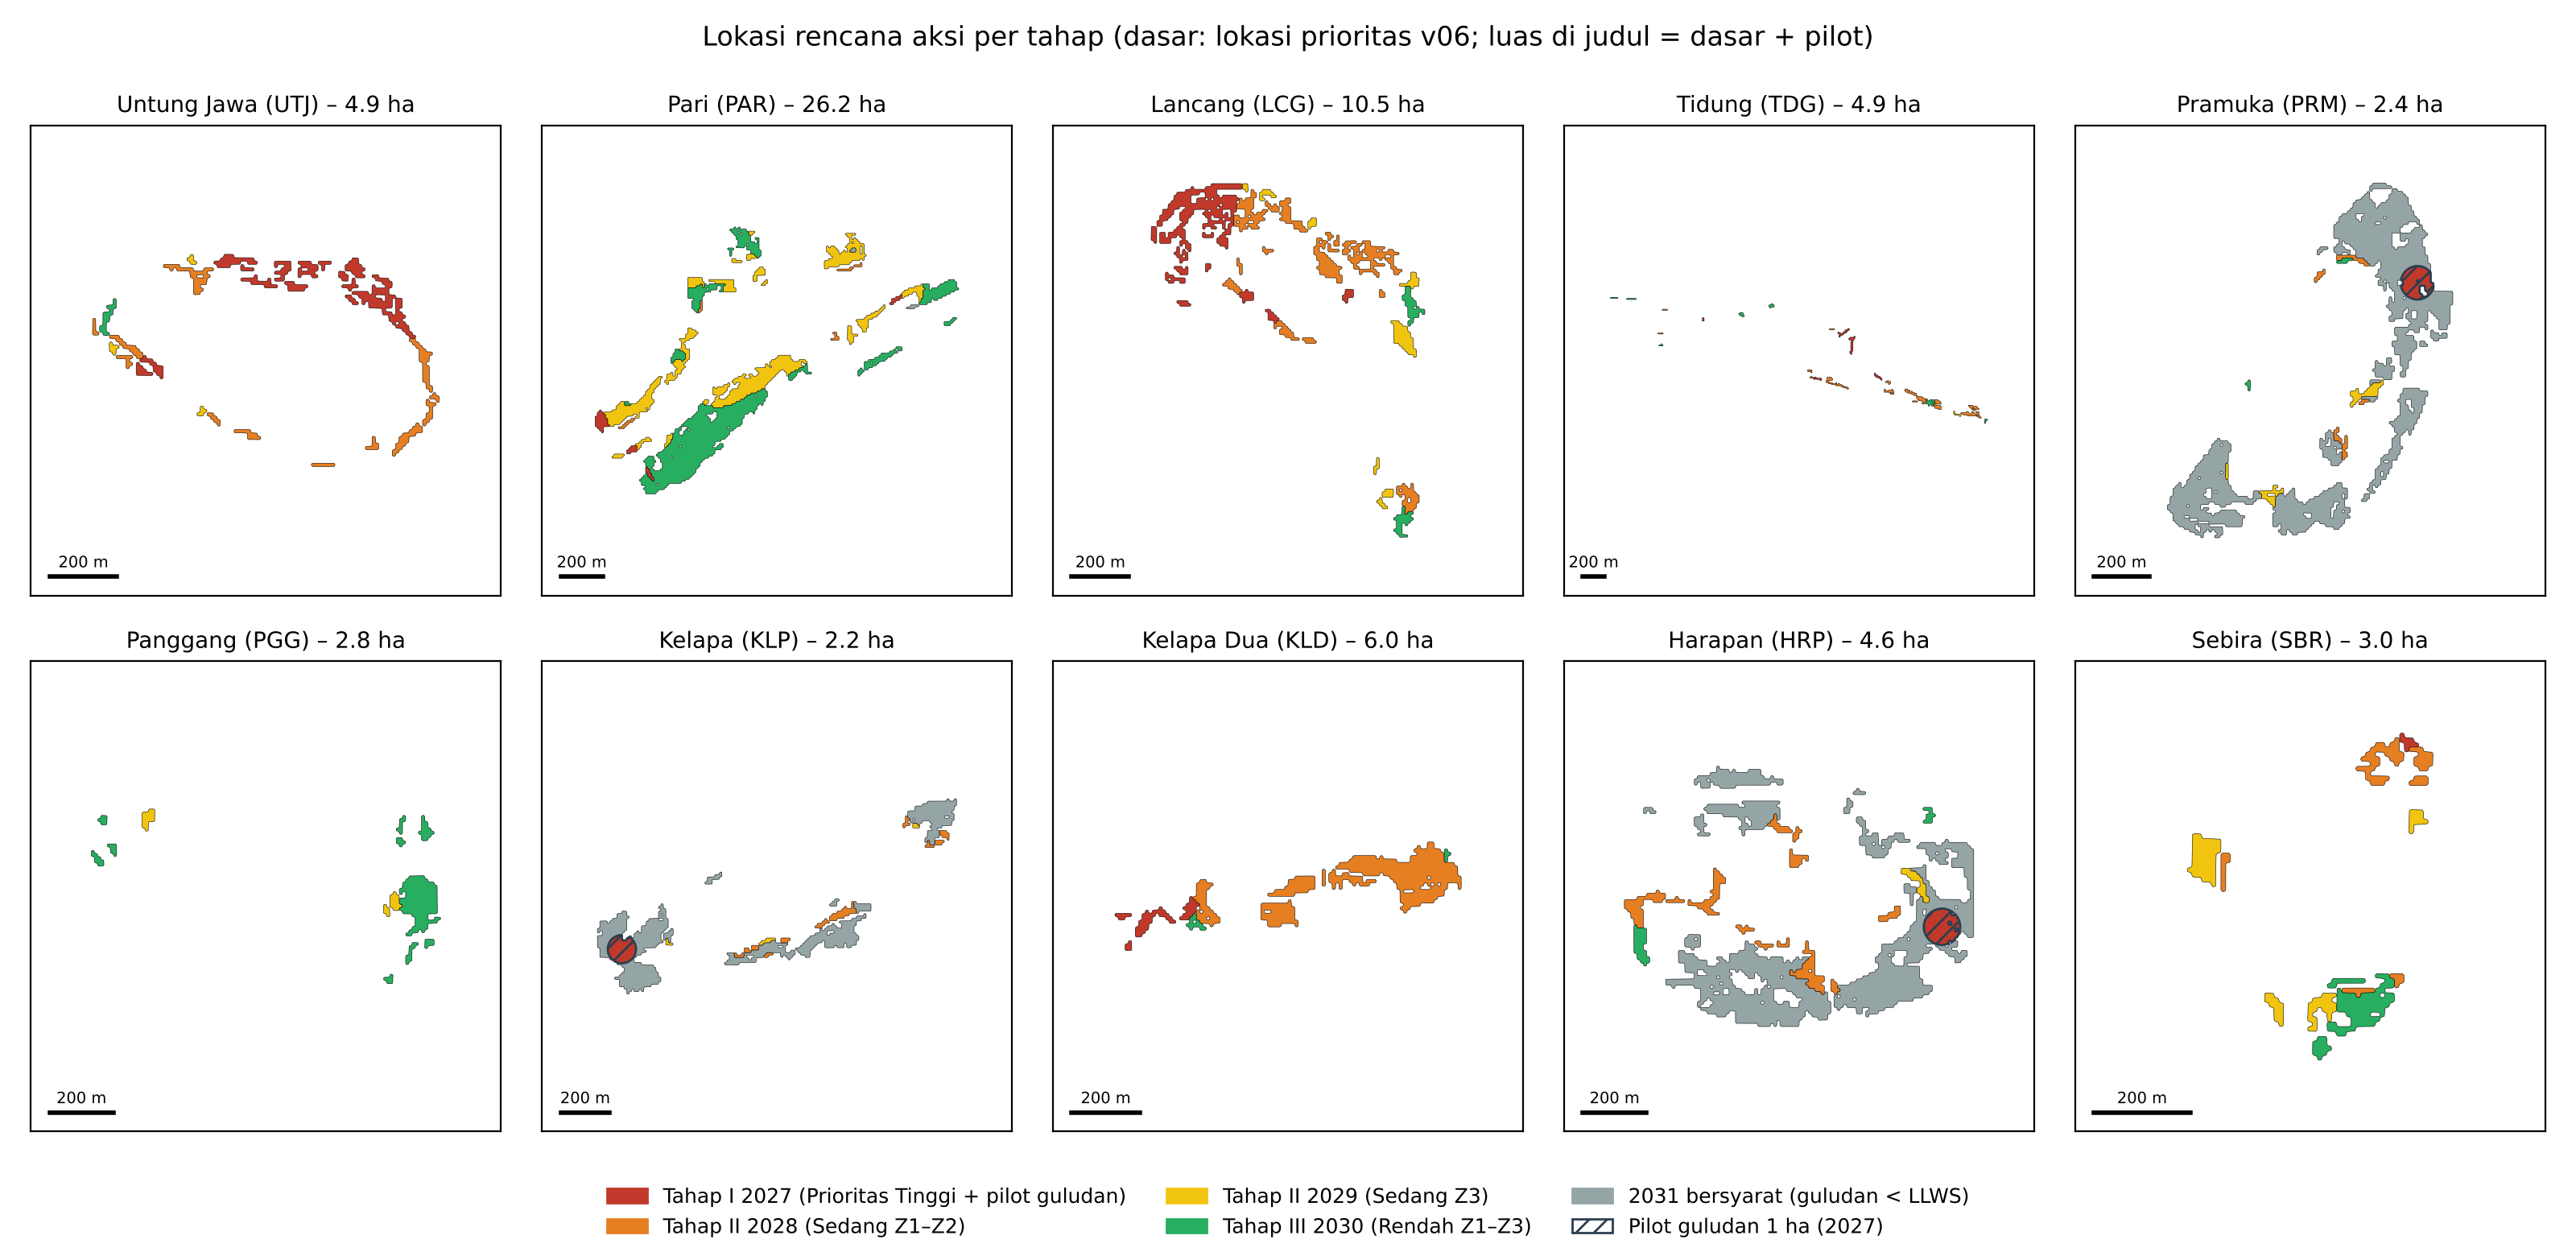 Lokasi rencana aksi per tahap (dasar: lokasi prioritas v06; luas di judul = dasar + pilot)
Untung Jawa (UTJ) – 4.9 ha
Pari (PAR) – 26.2 ha
Lancang (LCG) – 10.5 ha
Tidung (TDG) – 4.9 ha
Pramuka (PRM) – 2.4 ha
200 m
200 m
200 m
200 m
200 m
Panggang (PGG) – 2.8 ha
Kelapa (KLP) – 2.2 ha
Kelapa Dua (KLD) – 6.0 ha
Harapan (HRP) – 4.6 ha
Sebira (SBR) – 3.0 ha
200 m
200 m
200 m
200 m
200 m
Tahap I 2027 (Prioritas Tinggi + pilot guludan)
Tahap II 2028 (Sedang Z1–Z2)
Tahap II 2029 (Sedang Z3)
Tahap III 2030 (Rendah Z1–Z3)
2031 bersyarat (guludan < LLWS)
Pilot guludan 1 ha (2027)